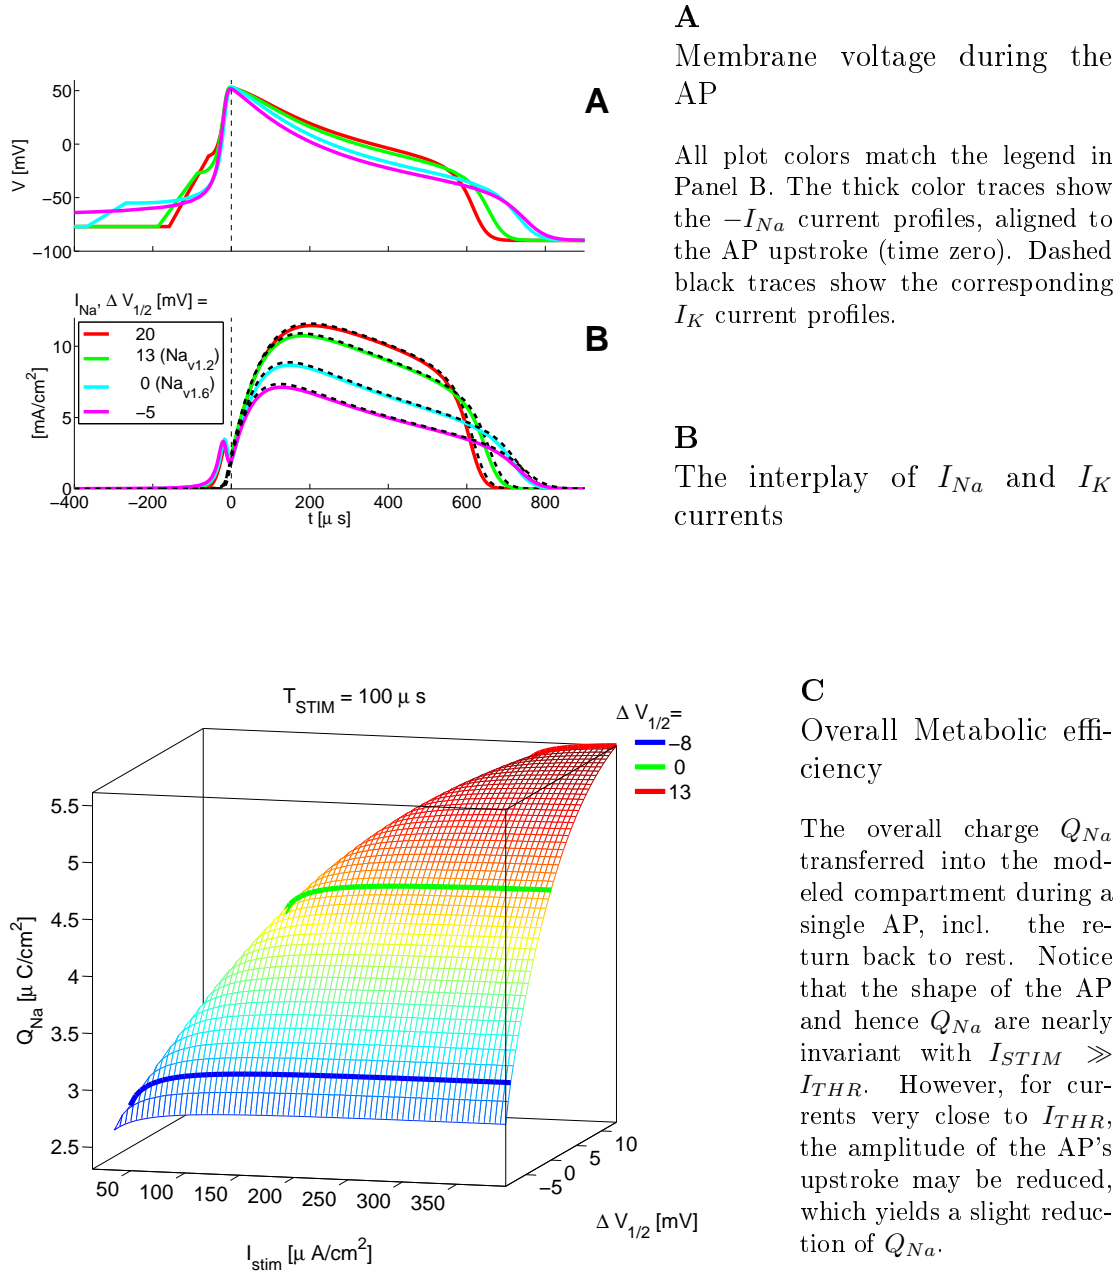 A
Membrane voltage during the
AP
All plot colors match the legend in
Panel B. The thick color traces show
the −I_Na current profiles, aligned to
the AP upstroke (time zero). Dashed
black traces show the corresponding
I_K current profiles.
B
The interplay of I_Na and I_K
currents
V [mV]
50
0
−50
−100
A
I_Na, Δ V_1/2 [mV] =
20
13 (Na_v1.2)
0 (Na_v1.6)
−5
B
[mA/cm²]
10
5
0
−400
−200
0
200
400
600
800
t [μ s]
T_STIM = 100 μ s
Δ V_1/2=
−8
0
13
Q_Na [μ C/cm²]
5.5
5
4.5
4
3.5
3
2.5
50
100
150
200
250
300
350
I_stim [μ A/cm²]
−5
0
5
10
Δ V_1/2 [mV]
C
Overall Metabolic effi-
ciency
The overall charge Q_Na
transferred into the mod-
eled compartment during a
single AP, incl. the re-
turn back to rest. Notice
that the shape of the AP
and hence Q_Na are nearly
invariant with I_STIM ≫
I_THR. However, for cur-
rents very close to I_THR,
the amplitude of the AP's
upstroke may be reduced,
which yields a slight reduc-
tion of Q_Na.